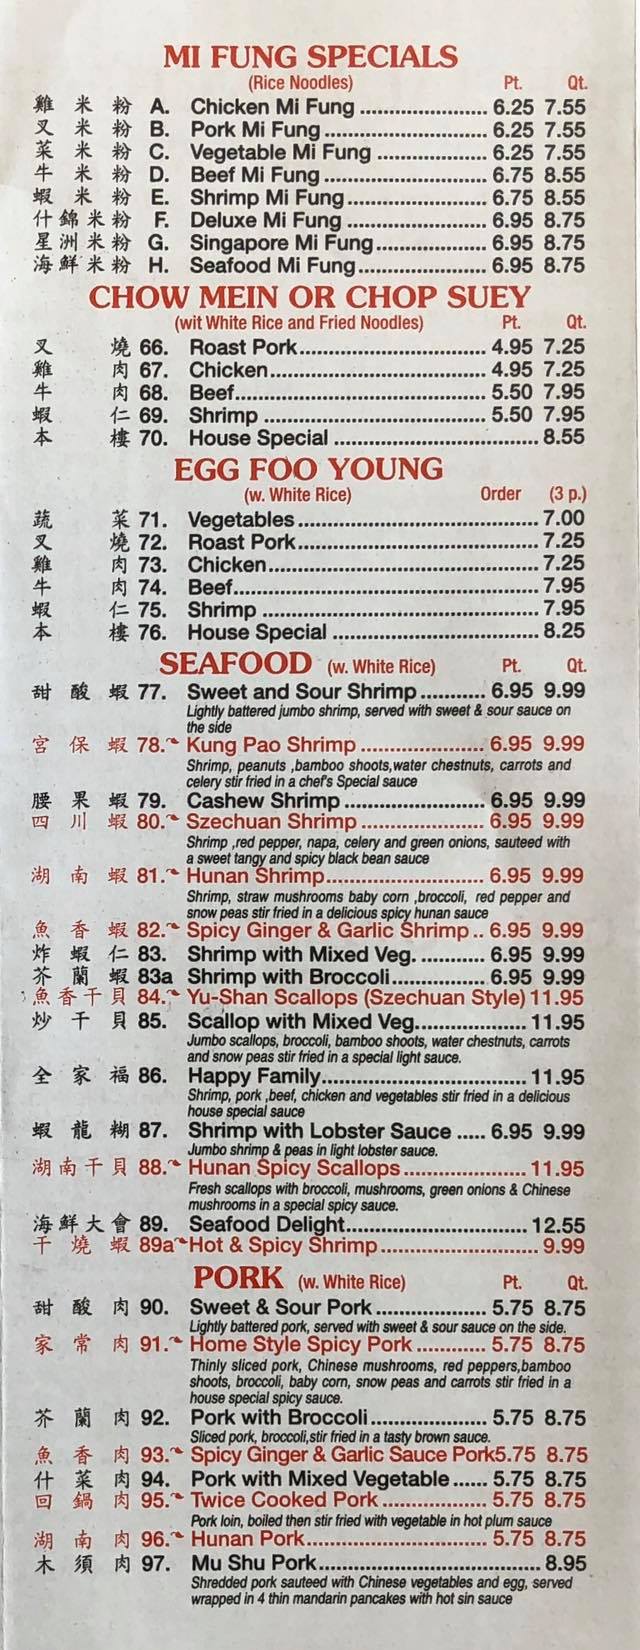 MI FUNG SPECIALS
(Rice Noodles) Pt. Qt.
雞米粉 A. Chicken Mi Fung 6.25 7.55
叉米粉 B. Pork Mi Fung 6.25 7.55
菜米粉 C. Vegetable Mi Fung 6.25 7.55
牛米粉 D. Beef Mi Fung 6.75 8.55
蝦米粉 E. Shrimp Mi Fung 6.75 8.55
什錦米粉 F. Deluxe Mi Fung 6.95 8.75
星洲米粉 G. Singapore Mi Fung 6.95 8.75
海鮮米粉 H. Seafood Mi Fung 6.95 8.75
CHOW MEIN OR CHOP SUEY
(wit White Rice and Fried Noodles) Pt. Qt.
叉燒 66. Roast Pork 4.95 7.25
雞肉 67. Chicken 4.95 7.25
牛肉 68. Beef 5.50 7.95
蝦仁 69. Shrimp 5.50 7.95
本樓 70. House Special 8.55
EGG FOO YOUNG
(w. White Rice) Order (3 p.)
蔬菜 71. Vegetables 7.00
叉燒 72. Roast Pork 7.25
雞肉 73. Chicken 7.25
牛肉 74. Beef 7.95
蝦仁 75. Shrimp 7.95
本樓 76. House Special 8.25
SEAFOOD (w. White Rice) Pt. Qt.
甜酸蝦 77. Sweet and Sour Shrimp 6.95 9.99
Lightly battered jumbo shrimp, served with sweet & sour sauce on
the side
宮保蝦 78. Kung Pao Shrimp 6.95 9.99
Shrimp, peanuts ,bamboo shoots,water chestnuts, carrots and
celery stir fried in a chef's Special sauce
腰果蝦 79. Cashew Shrimp 6.95 9.99
四川蝦 80. Szechuan Shrimp 6.95 9.99
Shrimp ,red pepper, napa, celery and green onions, sauteed with
a sweet tangy and spicy black bean sauce
湖南蝦 81. Hunan Shrimp 6.95 9.99
Shrimp, straw mushrooms baby corn ,broccoli, red pepper and
snow peas stir fried in a delicious spicy hunan sauce
魚香蝦 82. Spicy Ginger & Garlic Shrimp 6.95 9.99
炸蝦仁 83. Shrimp with Mixed Veg. 6.95 9.99
芥蘭蝦 83a Shrimp with Broccoli 6.95 9.99
魚香干貝 84. Yu-Shan Scallops (Szechuan Style) 11.95
炒干貝 85. Scallop with Mixed Veg. 11.95
Jumbo scallops, broccoli, bamboo shoots, water chestnuts, carrots
and snow peas stir fried in a special light sauce.
全家福 86. Happy Family 11.95
Shrimp, pork ,beef, chicken and vegetables stir fried in a delicious
house special sauce
蝦龍糊 87. Shrimp with Lobster Sauce 6.95 9.99
Jumbo shrimp & peas in light lobster sauce.
湖南干貝 88. Hunan Spicy Scallops 11.95
Fresh scallops with broccoli, mushrooms, green onions & Chinese
mushrooms in a special spicy sauce.
海鮮大會 89. Seafood Delight 12.55
干燒蝦 89a Hot & Spicy Shrimp 9.99
PORK (w. White Rice) Pt. Qt.
甜酸肉 90. Sweet & Sour Pork 5.75 8.75
Lightly battered pork, served with sweet & sour sauce on the side.
家常肉 91. Home Style Spicy Pork 5.75 8.75
Thinly sliced pork, Chinese mushrooms, red peppers,bamboo
shoots, broccoli, baby corn, snow peas and carrots stir fried in a
house special spicy sauce.
芥蘭肉 92. Pork with Broccoli 5.75 8.75
Sliced pork, broccoli,stir fried in a tasty brown sauce.
魚香肉 93. Spicy Ginger & Garlic Sauce Pork 5.75 8.75
什菜肉 94. Pork with Mixed Vegetable 5.75 8.75
回鍋肉 95. Twice Cooked Pork 5.75 8.75
Pork loin, boiled then stir fried with vegetable in hot plum sauce
湖南肉 96. Hunan Pork 5.75 8.75
木須肉 97. Mu Shu Pork 8.95
Shredded pork sauteed with Chinese vegetables and egg, served
wrapped in 4 thin mandarin pancakes with hot sin sauce